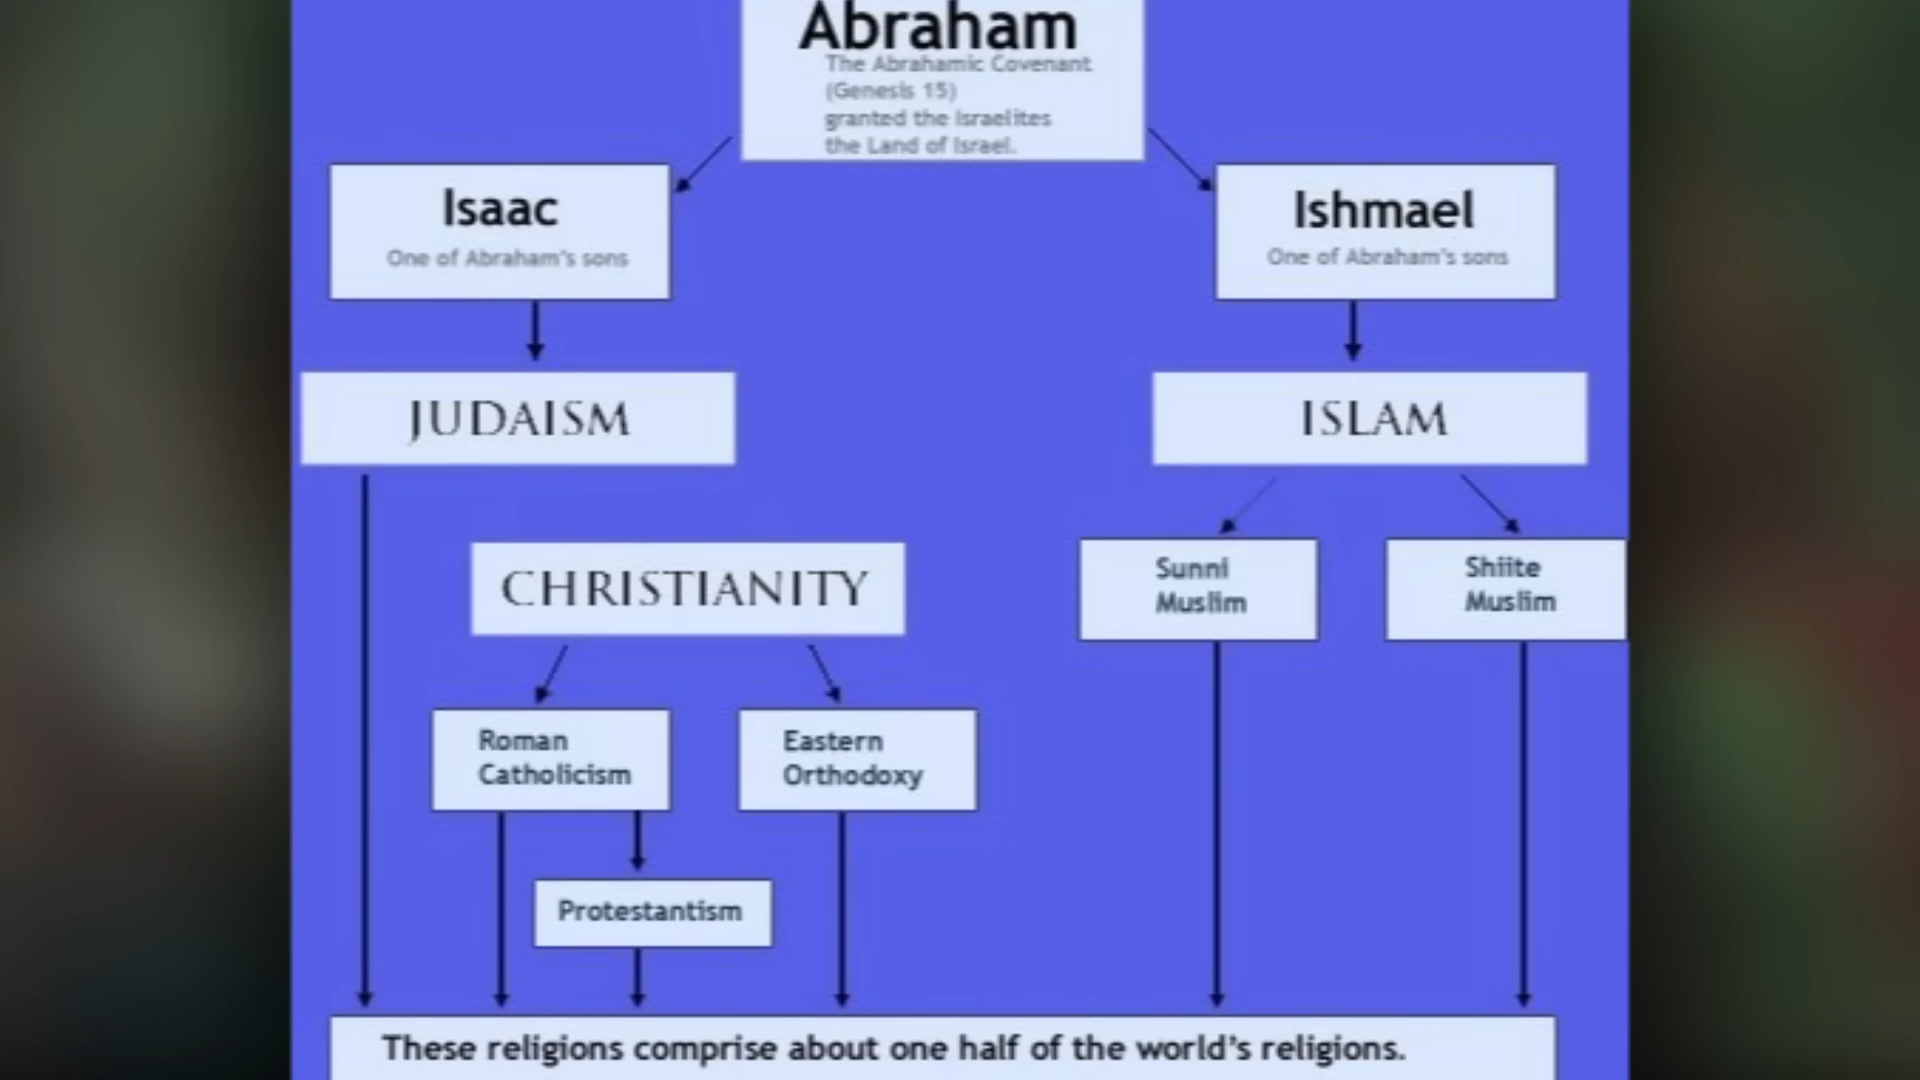 Abraham
The Abrahamic Covenant
(Genesis 15)
granted the Israelites
the Land of Israel.
Isaac
One of Abraham's sons
Ishmael
One of Abraham's sons
JUDAISM
ISLAM
CHRISTIANITY
Sunni
Muslim
Shiite
Muslim
Roman
Catholicism
Eastern
Orthodoxy
Protestantism
These religions comprise about one half of the world's religions.